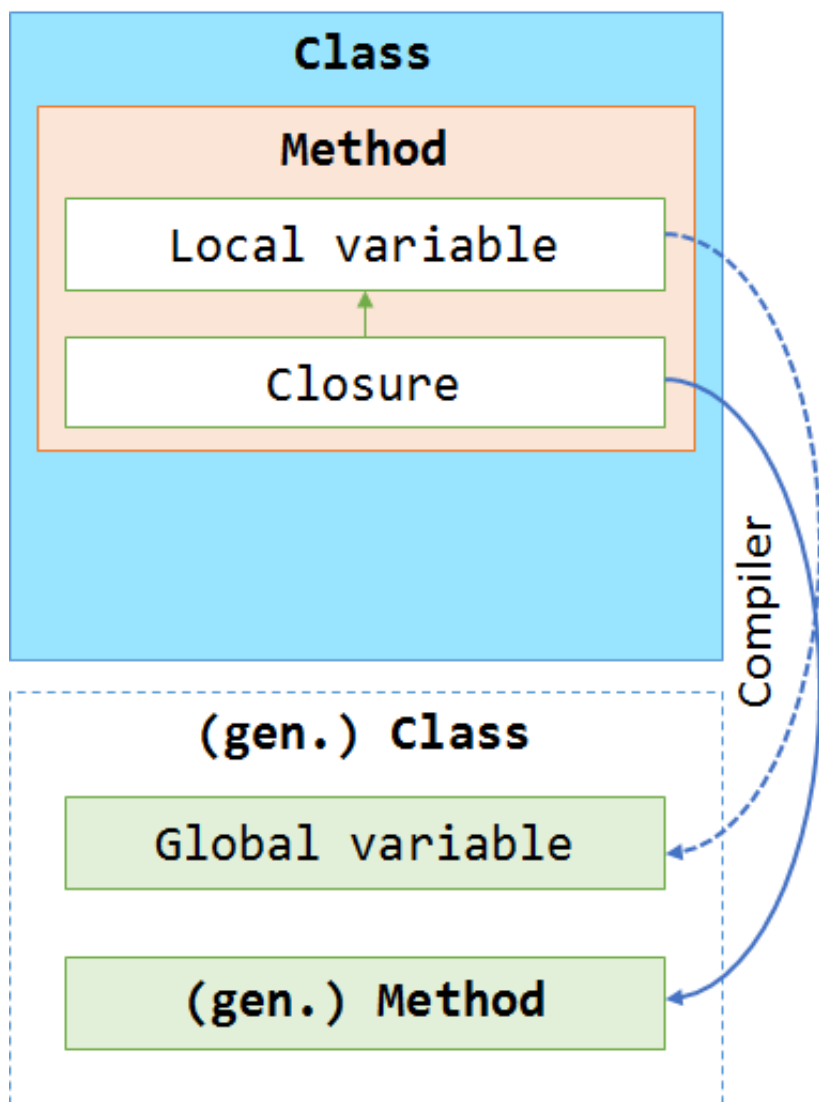 Class
Method
Local variable
Closure
Compiler
(gen.) Class
Global variable
(gen.) Method